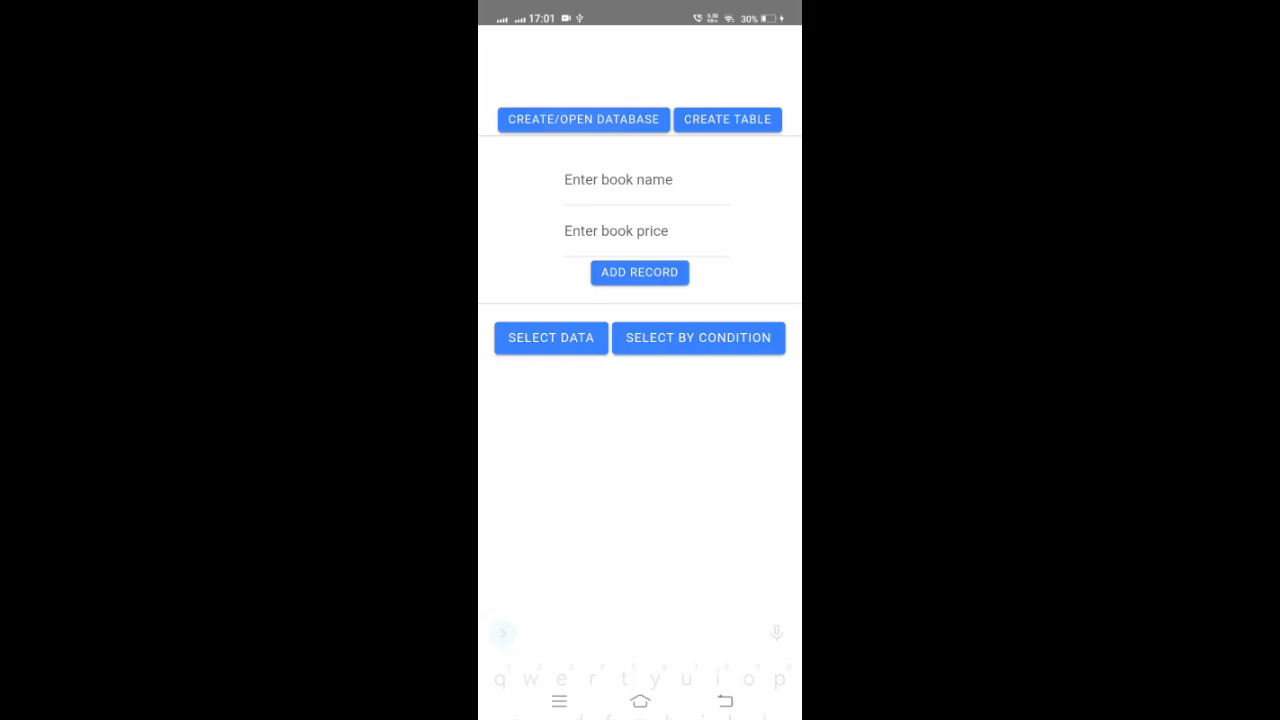 17:01 30%
CREATE/OPEN DATABASE CREATE TABLE
Enter book name
Enter book price
ADD RECORD
SELECT DATA SELECT BY CONDITION
q w e r t y u i o p